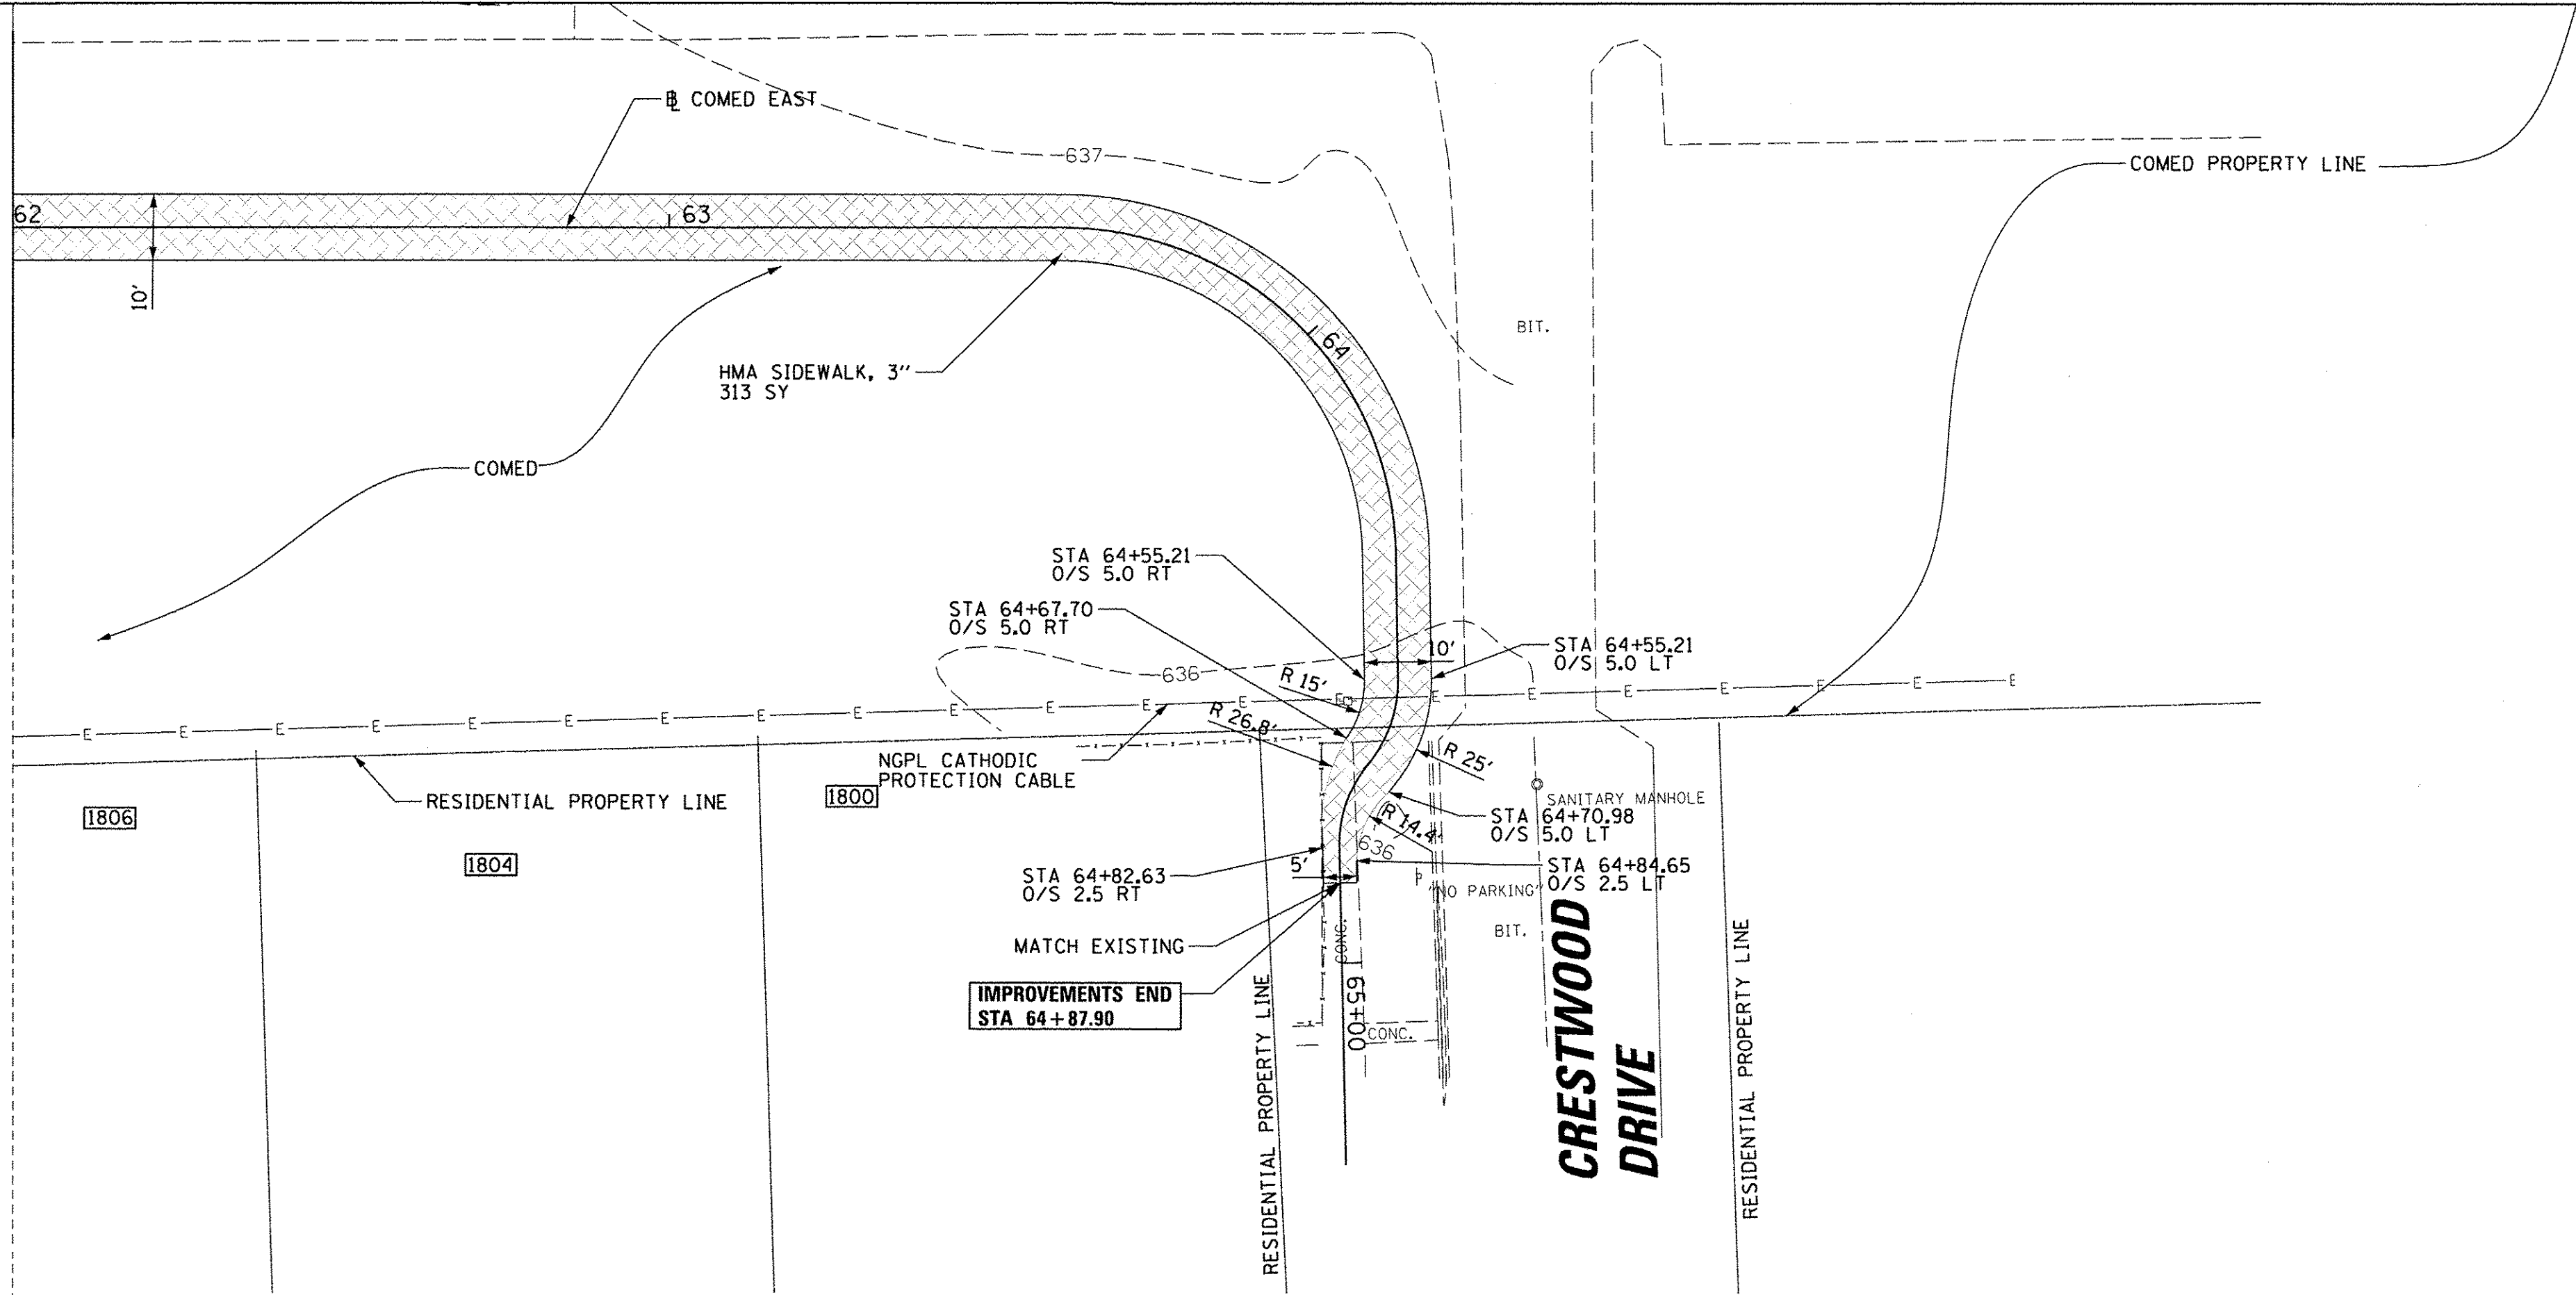 ℄ COMED EAST
637
COMED PROPERTY LINE
62
63
10'
64
BIT.
HMA SIDEWALK, 3"
313 SY
COMED
STA 64+55.21
O/S 5.0 RT
STA 64+67.70
O/S 5.0 RT
10'
STA 64+55.21
O/S 5.0 LT
636
R 15'
E E E E E E E E E E E E E E E E E E E E E
R 26.8'
NGPL CATHODIC
PROTECTION CABLE
R 25'
RESIDENTIAL PROPERTY LINE
1800
1806
1804
SANITARY MANHOLE
R 14.4'
STA 64+70.98
O/S 5.0 LT
636
STA 64+82.63
O/S 2.5 RT
5'
STA 64+84.65
O/S 2.5 LT
"NO PARKING"
BIT.
MATCH EXISTING
CONC.
IMPROVEMENTS END
STA 64+87.90
65+00
CONC.
CRESTWOOD
DRIVE
RESIDENTIAL PROPERTY LINE
RESIDENTIAL PROPERTY LINE